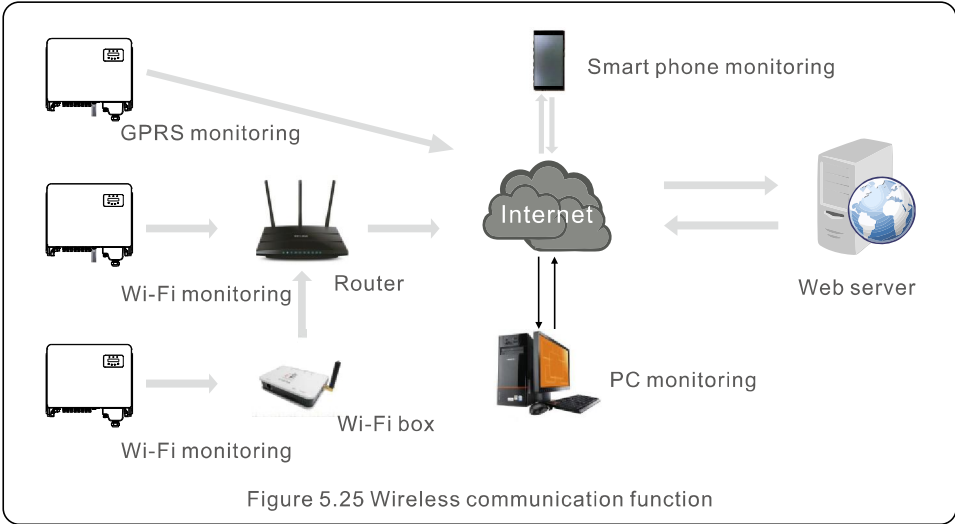 Smart phone monitoring
GPRS monitoring
Internet
Router
Wi-Fi monitoring
Web server
PC monitoring
Wi-Fi box
Wi-Fi monitoring
Figure 5.25 Wireless communication function